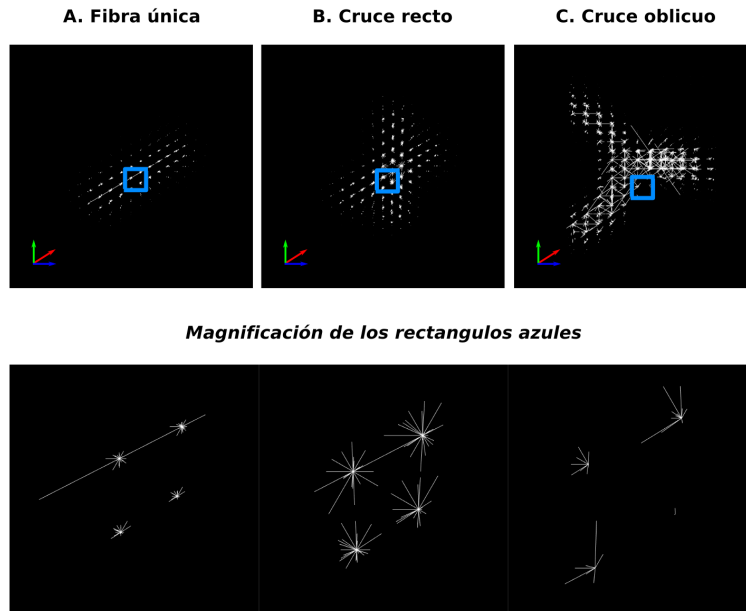 A. Fibra única
B. Cruce recto
C. Cruce oblicuo
Magnificación de los rectangulos azules